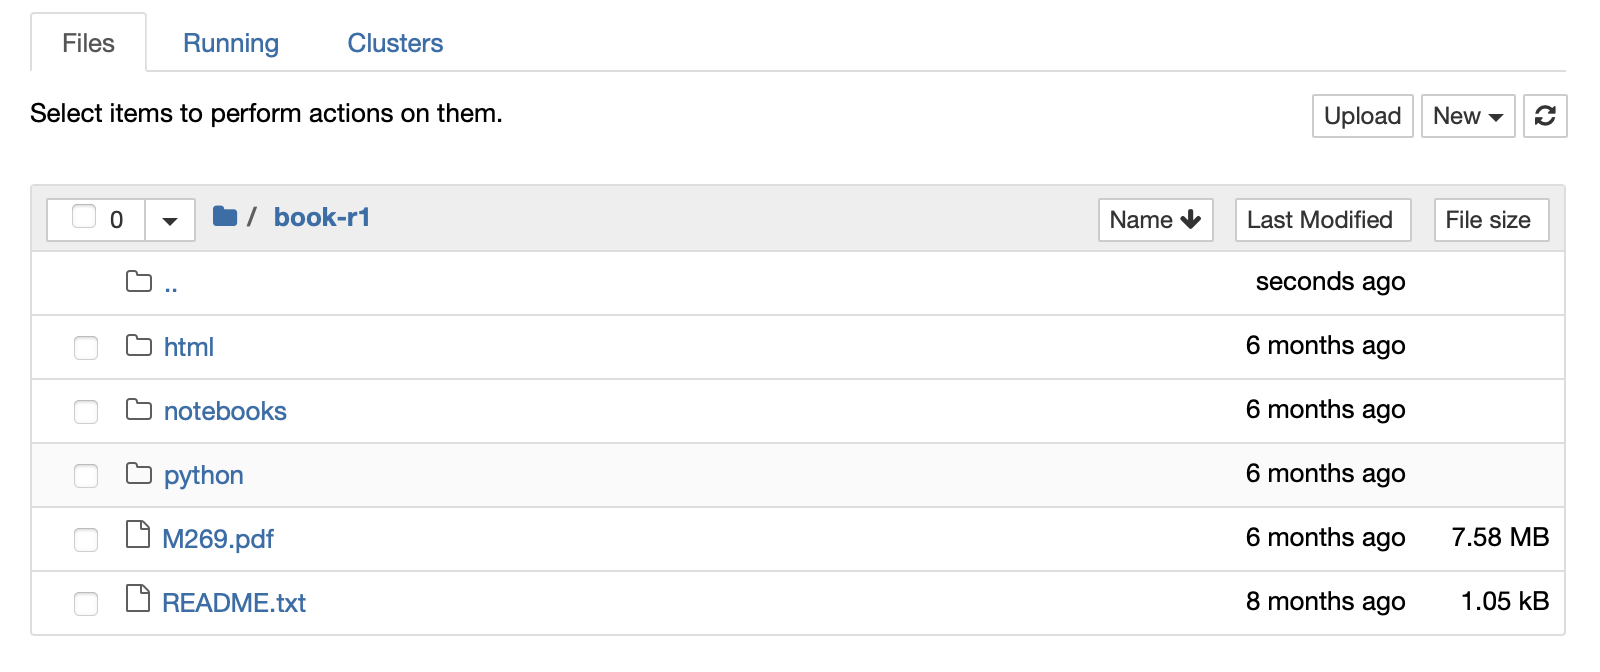 Files Running Clusters
Select items to perform actions on them.
Upload New
0 / book-r1 Name Last Modified File size
.. seconds ago
html 6 months ago
notebooks 6 months ago
python 6 months ago
M269.pdf 6 months ago 7.58 MB
README.txt 8 months ago 1.05 kB